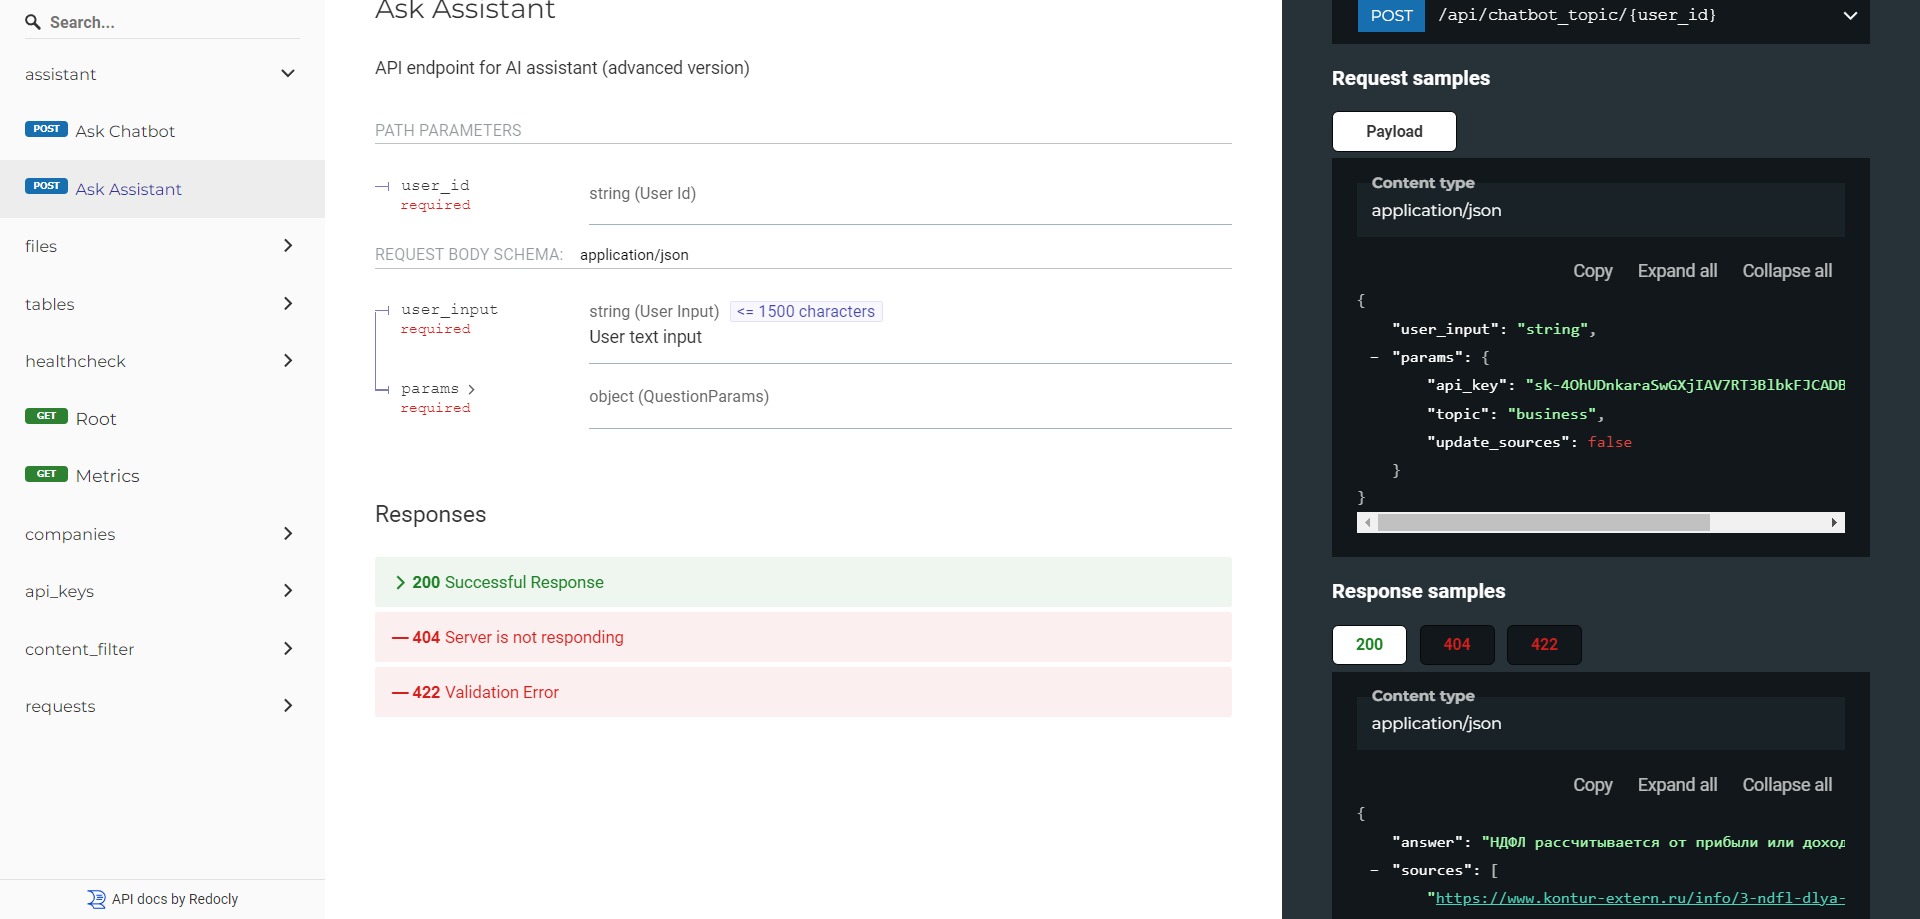 Search...
assistant
POST Ask Chatbot
POST Ask Assistant
files
tables
healthcheck
GET Root
GET Metrics
companies
api_keys
content_filter
requests
API docs by Redocly
Ask Assistant
API endpoint for AI assistant (advanced version)
PATH PARAMETERS
user_id
required
string (User Id)
REQUEST BODY SCHEMA: application/json
user_input
required
string (User Input) <= 1500 characters
User text input
params
required
object (QuestionParams)
Responses
200 Successful Response
404 Server is not responding
422 Validation Error
POST /api/chatbot_topic/{user_id}
Request samples
Payload
Content type
application/json
Copy Expand all Collapse all
{
"user_input": "string",
– "params": {
"api_key": "sk-4OhUDnkaraSwGXjIAV7RT3BlbkFJCADB
"topic": "business",
"update_sources": false
}
}
Response samples
200 404 422
Content type
application/json
Copy Expand all Collapse all
{
"answer": "НДФЛ рассчитывается от прибыли или доход
– "sources": [
"https://www.kontur-extern.ru/info/3-ndfl-dlya-